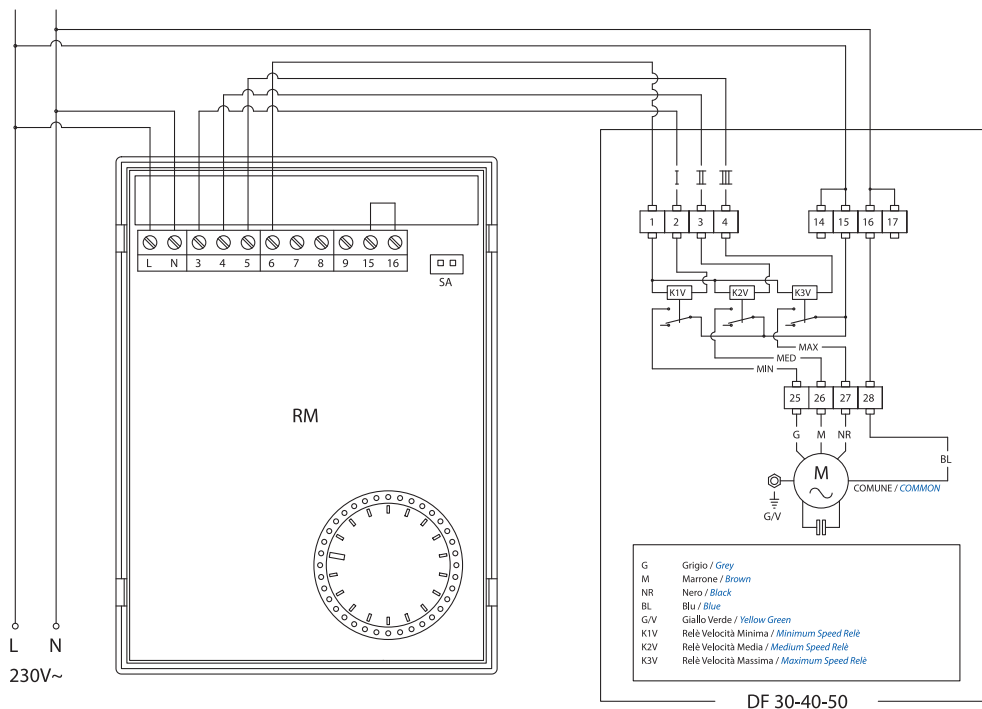 I II III
1 2 3 4
14 15 16 17
L N 3 4 5 6 7 8 9 15 16
SA
K1V K2V K3V
MAX
MED
MIN
25 26 27 28
G M NR
BL
M
COMUNE / COMMON
G/V
RM
G Grigio / Grey
M Marrone / Brown
NR Nero / Black
BL Blu / Blue
G/V Giallo Verde / Yellow Green
K1V Relè Velocità Minima / Minimum Speed Relè
K2V Relè Velocità Media / Medium Speed Relè
K3V Relè Velocità Massima / Maximum Speed Relè
L N
230V~
DF 30-40-50